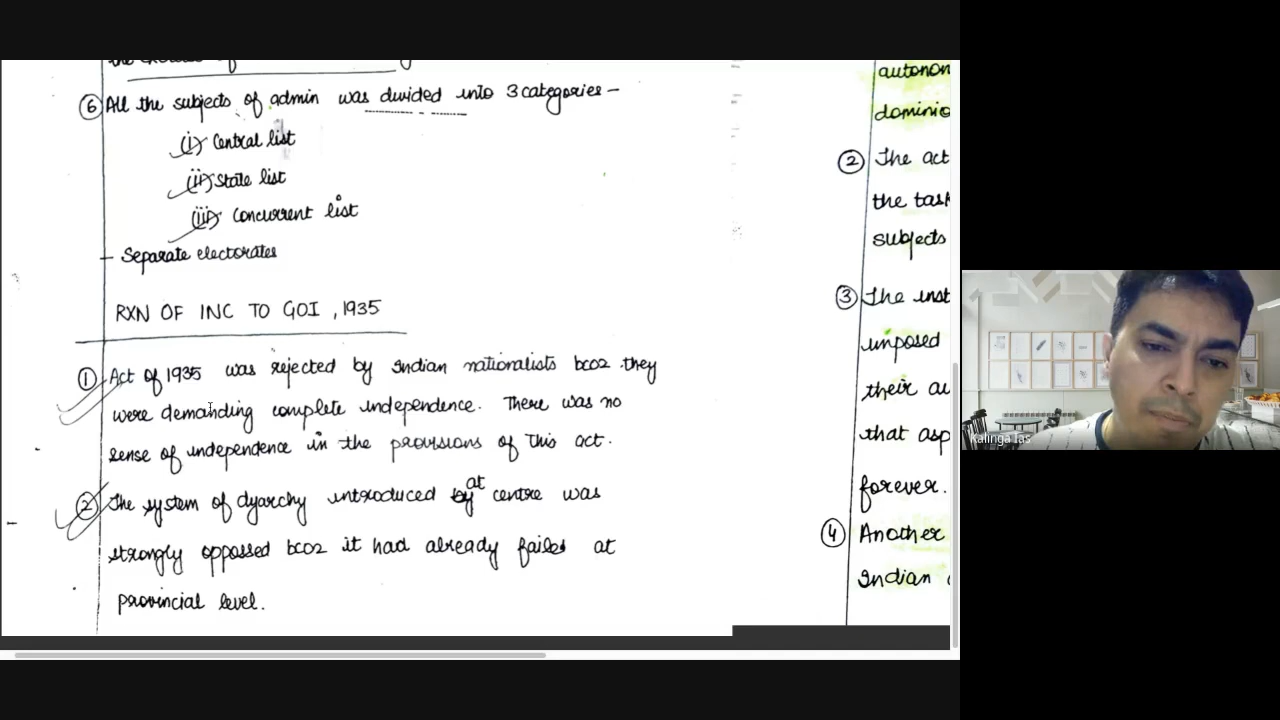 ⑥ All the subjects of admin was divided into 3 categories –
(i) Central list
(ii) State list
(iii) Concurrent list
– Separate electorates
RXN OF INC TO GOI, 1935
① Act of 1935 was rejected by Indian nationalists bcoz they
were demanding complete independence. There was no
sense of independence in the provisions of this act.
② The system of dyarchy introduced at centre was
strongly opposed bcoz it had already failed at
provincial level.
auton
dominio
② The act
the task
subjects
③ The inst
unposed
their au
that asp
forever.
④ Another
Indian
Kalinga Ias